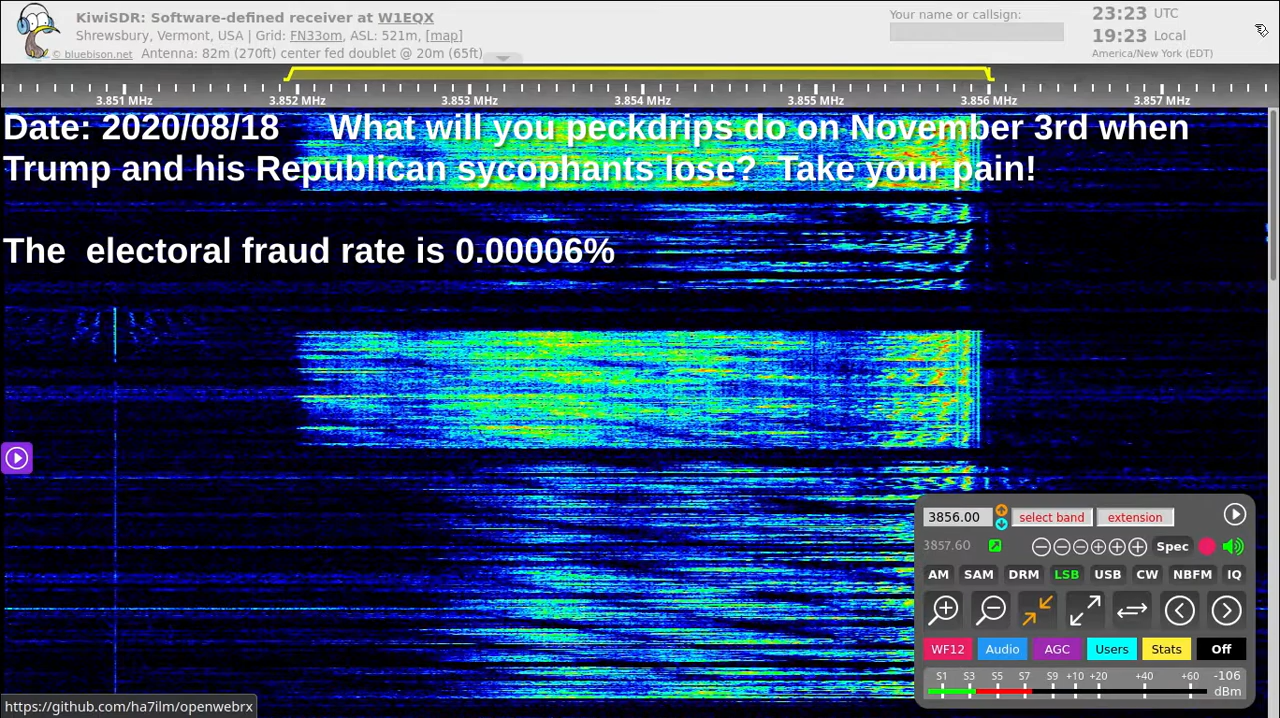 KiwiSDR: Software-defined receiver at W1EQX
Shrewsbury, Vermont, USA | Grid: FN33om, ASL: 521m, [map]
© bluebison.net Antenna: 82m (270ft) center fed doublet @ 20m (65ft)
Your name or callsign:
23:23 UTC
19:23 Local
America/New York (EDT)
3.851 MHz 3.852 MHz 3.853 MHz 3.854 MHz 3.855 MHz 3.856 MHz 3.857 MHz
Date: 2020/08/18 What will you peckdrips do on November 3rd when
Trump and his Republican sycophants lose? Take your pain!
The electoral fraud rate is 0.00006%
3856.00 select band extension
3857.60 Spec
AM SAM DRM LSB USB CW NBFM IQ
WF12 Audio AGC Users Stats Off
S1 S3 S5 S7 S9 +10 +20 +40 +60 -106
dBm
https://github.com/ha7ilm/openwebrx